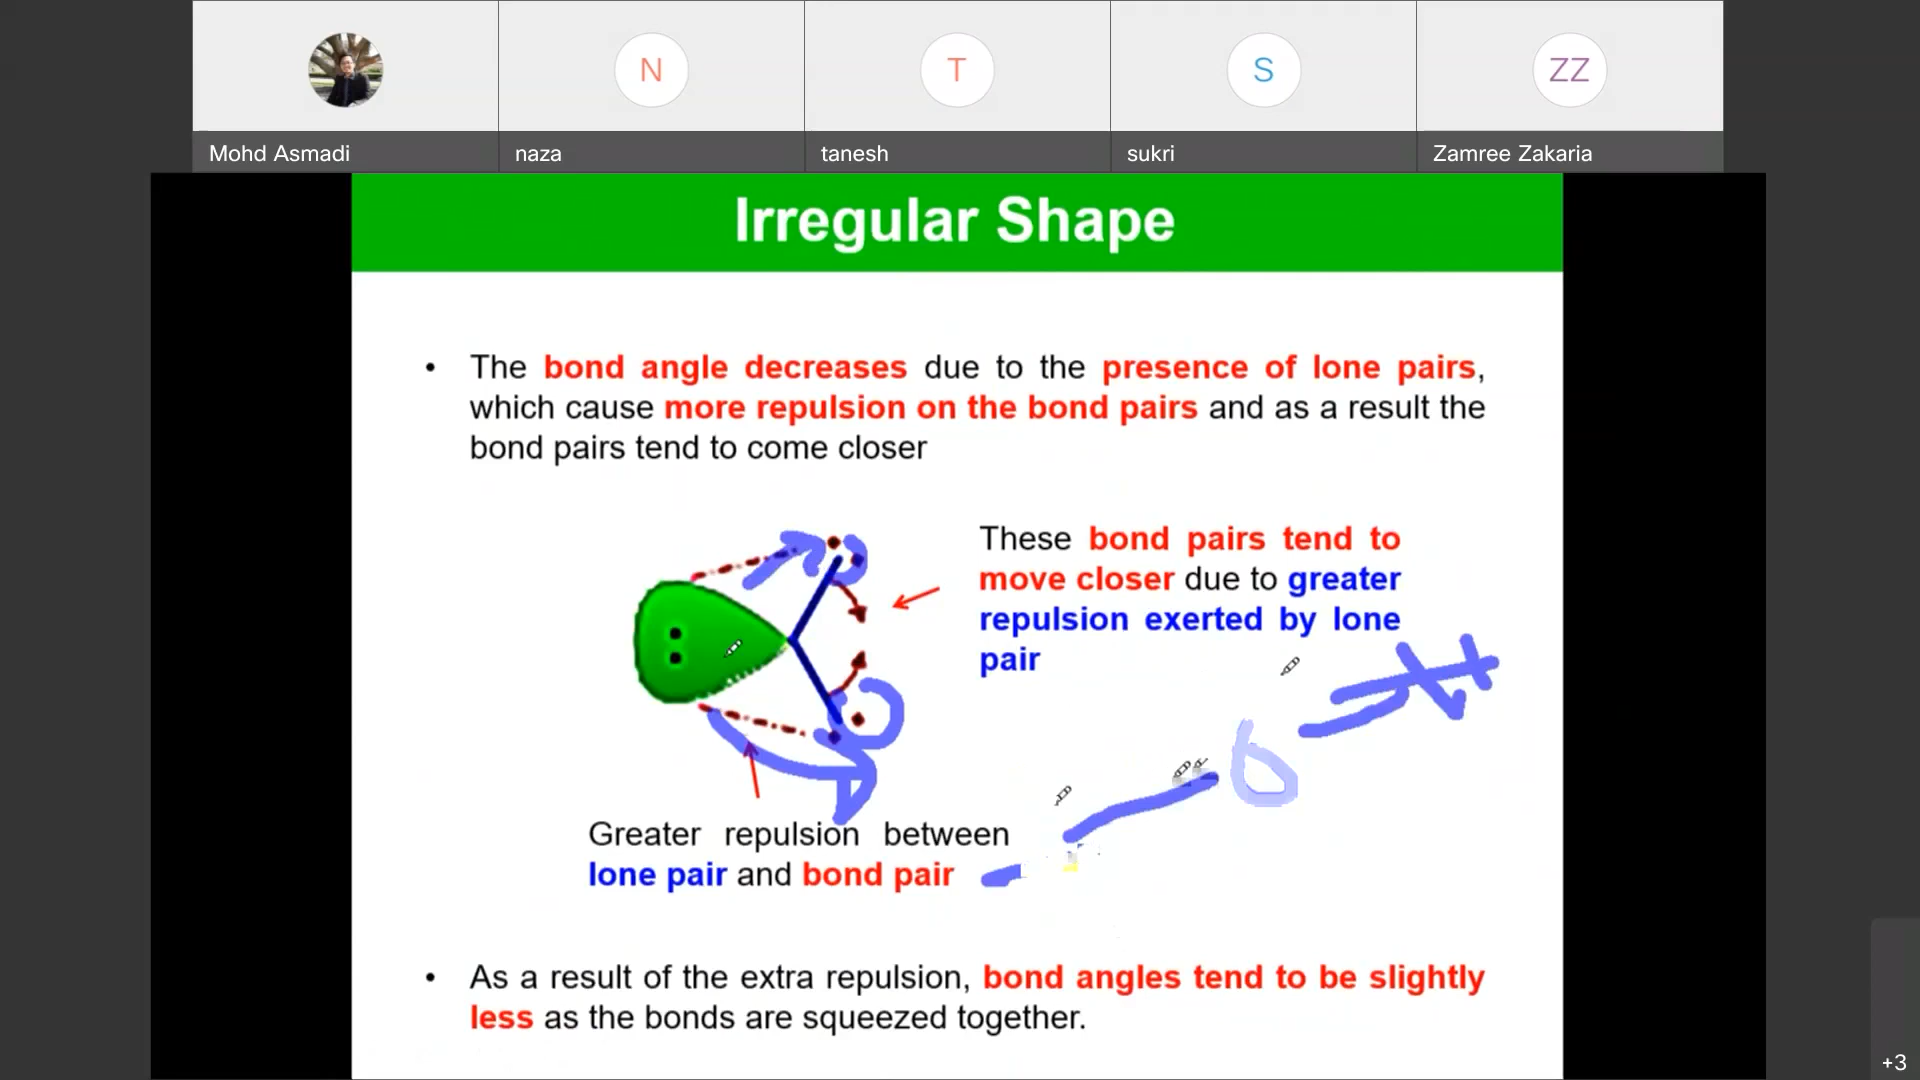 N
T
S
ZZ
Mohd Asmadi
naza
tanesh
sukri
Zamree Zakaria
Irregular Shape
• The bond angle decreases due to the presence of lone pairs,
which cause more repulsion on the bond pairs and as a result the
bond pairs tend to come closer
These bond pairs tend to
move closer due to greater
repulsion exerted by lone
pair
Greater repulsion between
lone pair and bond pair
• As a result of the extra repulsion, bond angles tend to be slightly
less as the bonds are squeezed together.
+3